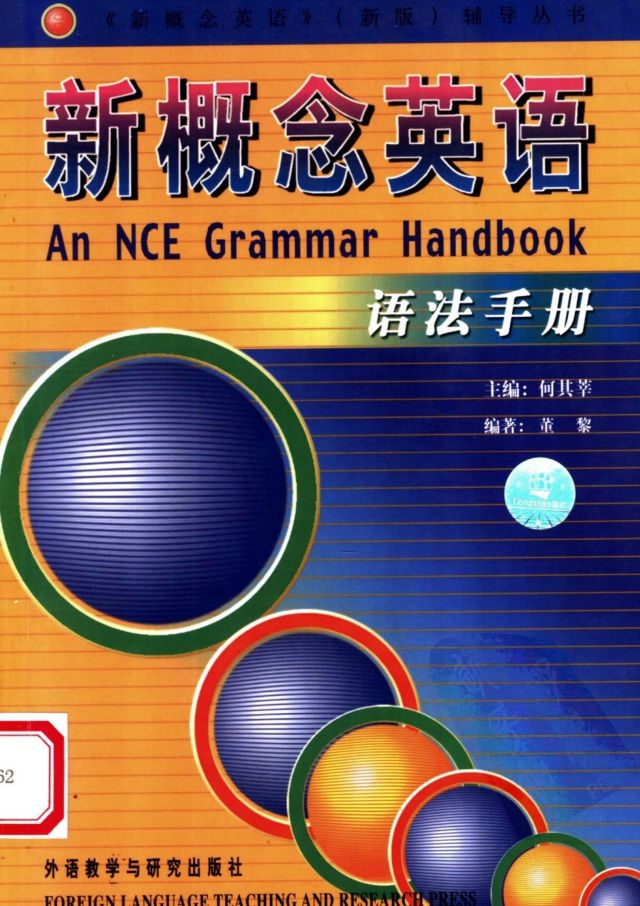 《新概念英语》（新版）辅导丛书
新概念英语
An NCE Grammar Handbook
语法手册
主编：何其莘
编著：董 黎
Longman
62
外语教学与研究出版社
FOREIGN LANGUAGE TEACHING AND RESEARCH PRESS